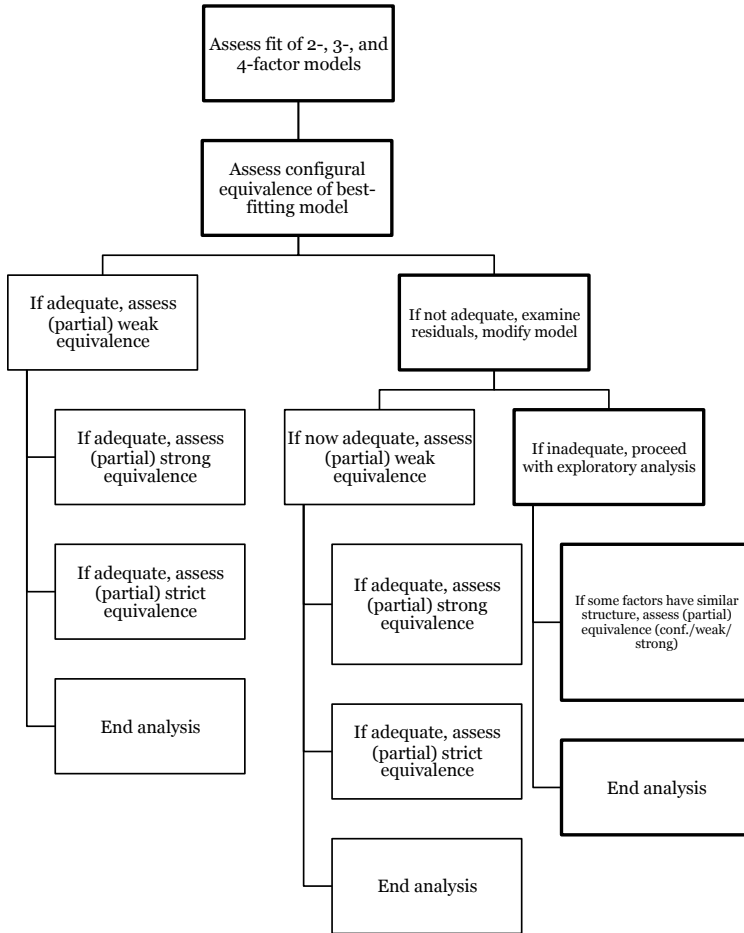 Assess fit of 2-, 3-, and
4-factor models
Assess configural
equivalence of best-
fitting model
If adequate, assess
(partial) weak
equivalence
If not adequate, examine
residuals, modify model
If adequate, assess
(partial) strong
equivalence
If now adequate, assess
(partial) weak
equivalence
If inadequate, proceed
with exploratory analysis
If adequate, assess
(partial) strict
equivalence
If adequate, assess
(partial) strong
equivalence
If some factors have similar
structure, assess (partial)
equivalence (conf./weak/
strong)
End analysis
If adequate, assess
(partial) strict
equivalence
End analysis
End analysis